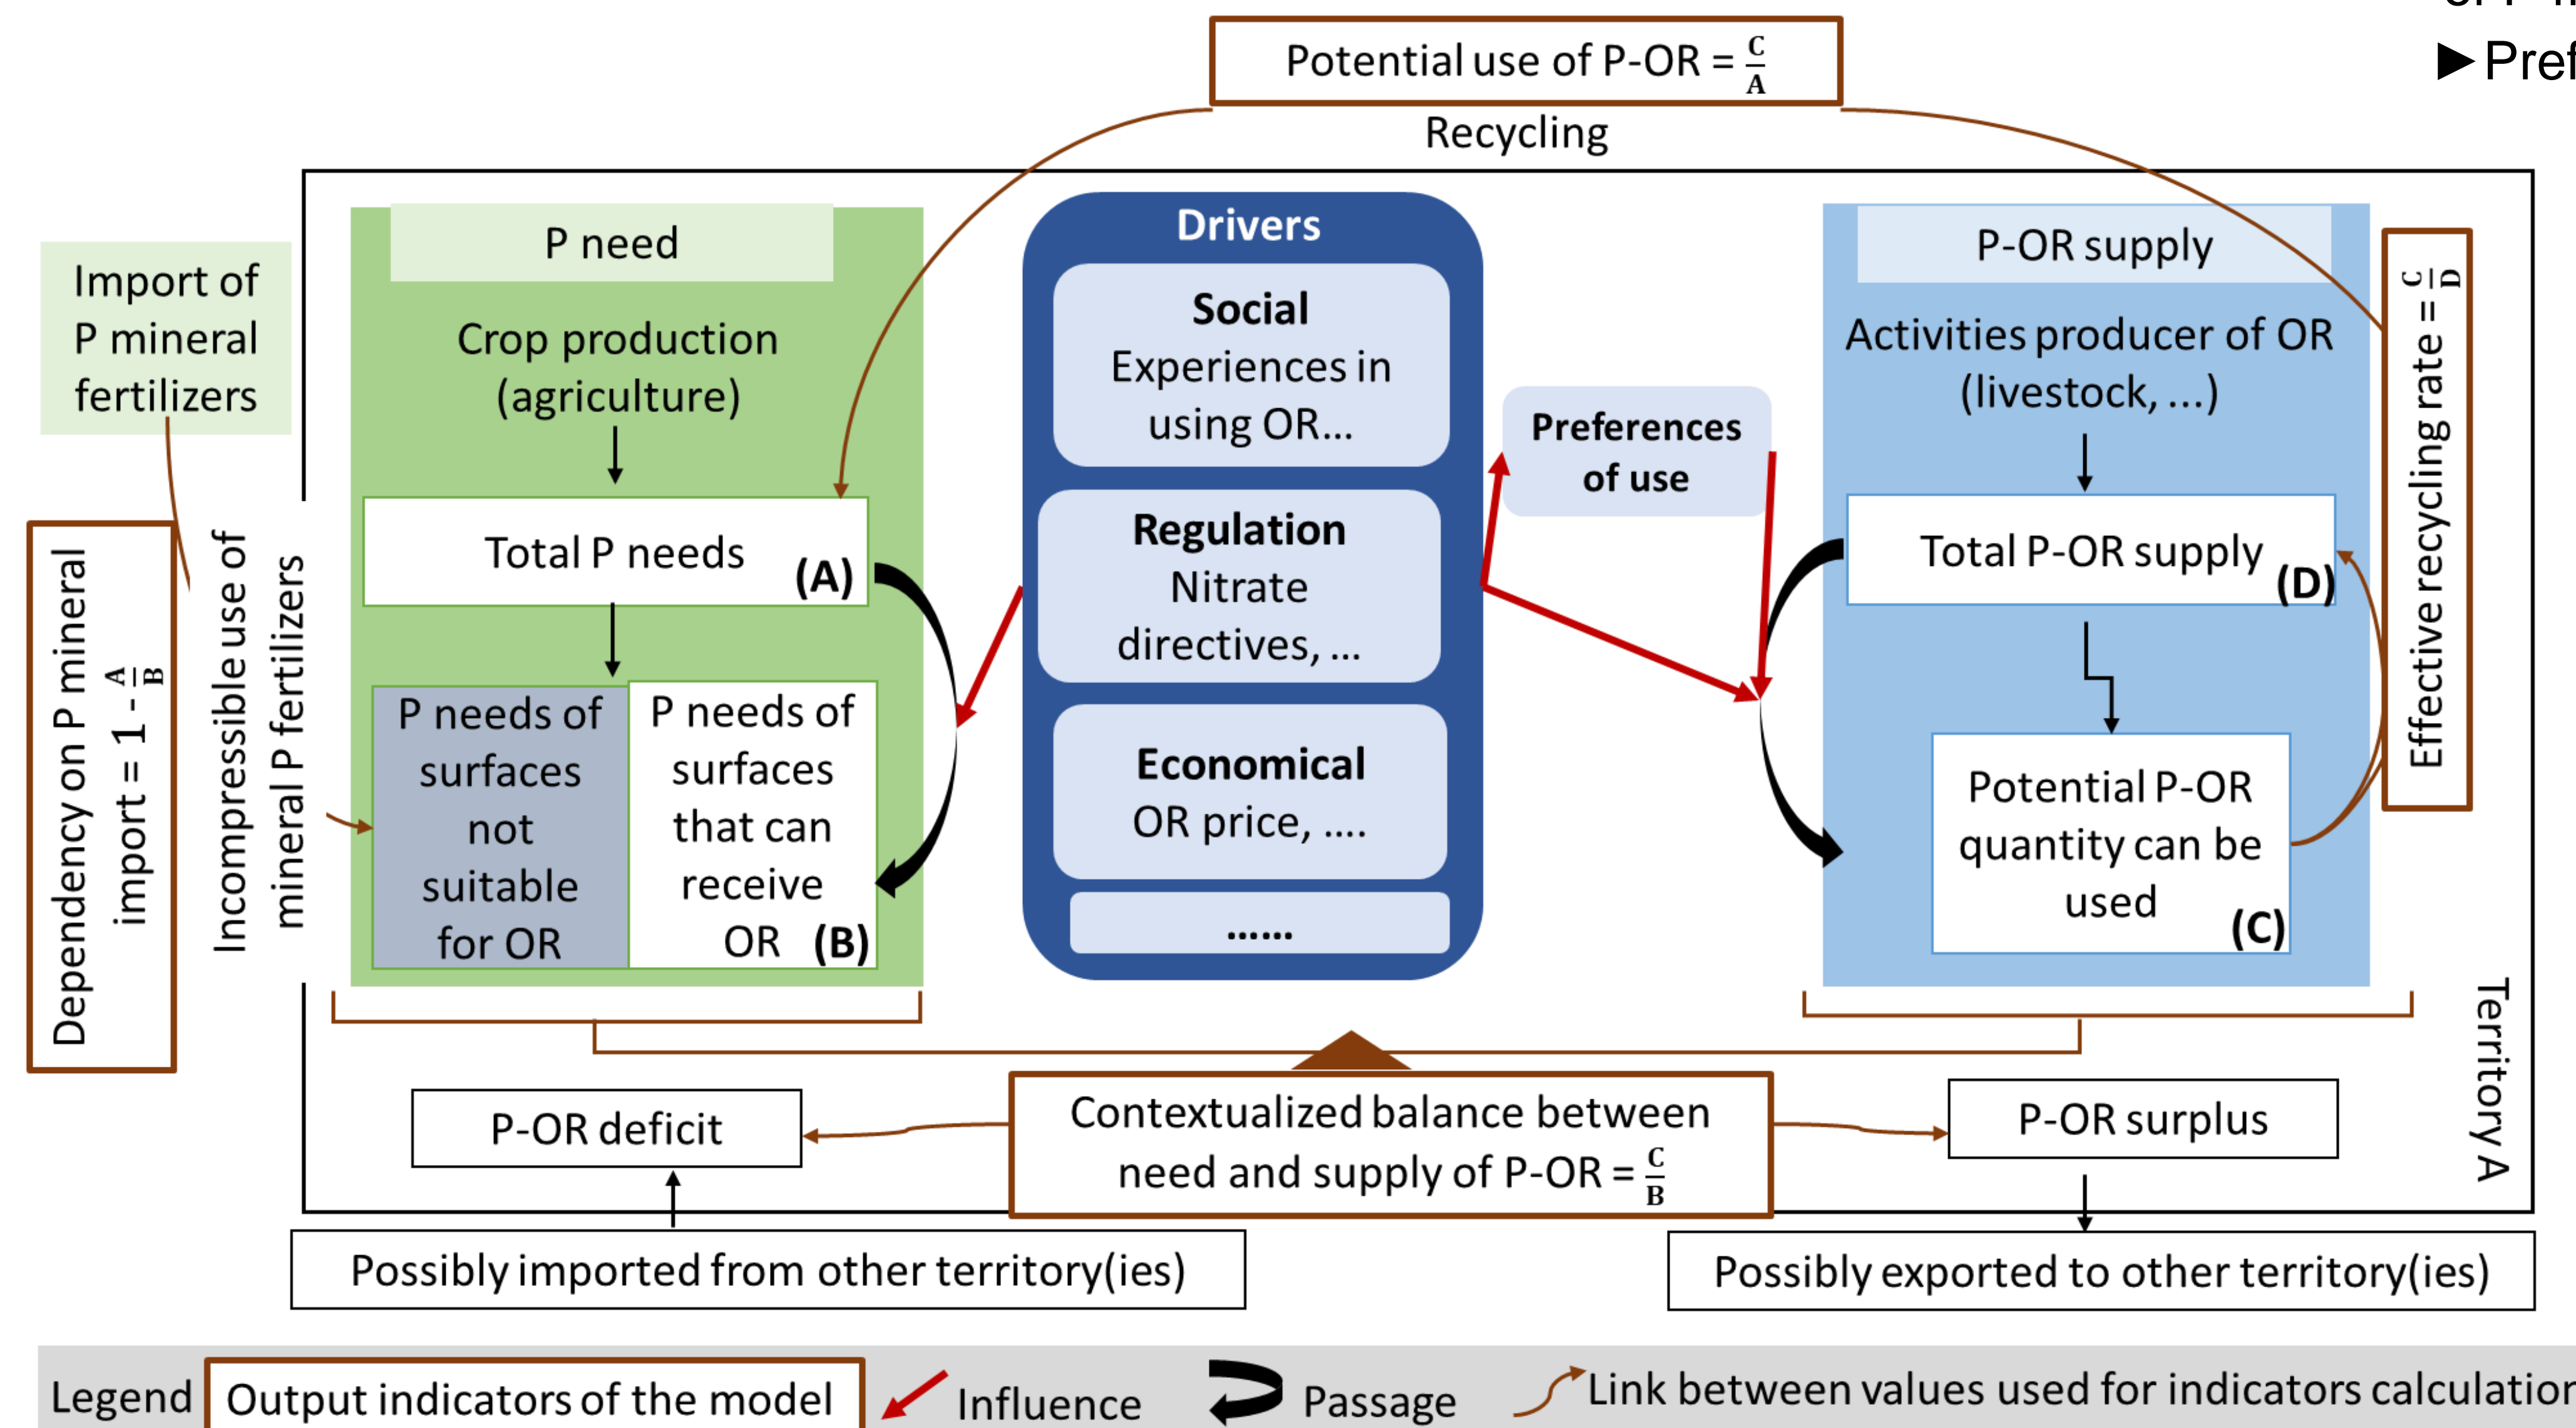 Potential use of P-OR = C/A
►Pref
Recycling
Import of
P mineral
fertilizers
Dependency on P mineral
import = 1 - A/B
Incompressible use of
mineral P fertilizers
P need
Crop production
(agriculture)
Total P needs
(A)
P needs of
surfaces
not
suitable
for OR
P needs of
surfaces
that can
receive
OR (B)
Drivers
Social
Experiences in
using OR...
Regulation
Nitrate
directives, ...
Economical
OR price, ....
......
Preferences
of use
P-OR supply
Activities producer of OR
(livestock, ...)
Total P-OR supply
(D)
Potential P-OR
quantity can be
used
(C)
Effective recycling rate = C/D
Territory A
P-OR deficit
Contextualized balance between
need and supply of P-OR = C/B
P-OR surplus
Possibly imported from other territory(ies)
Possibly exported to other territory(ies)
Legend
Output indicators of the model
Influence
Passage
Link between values used for indicators calculation